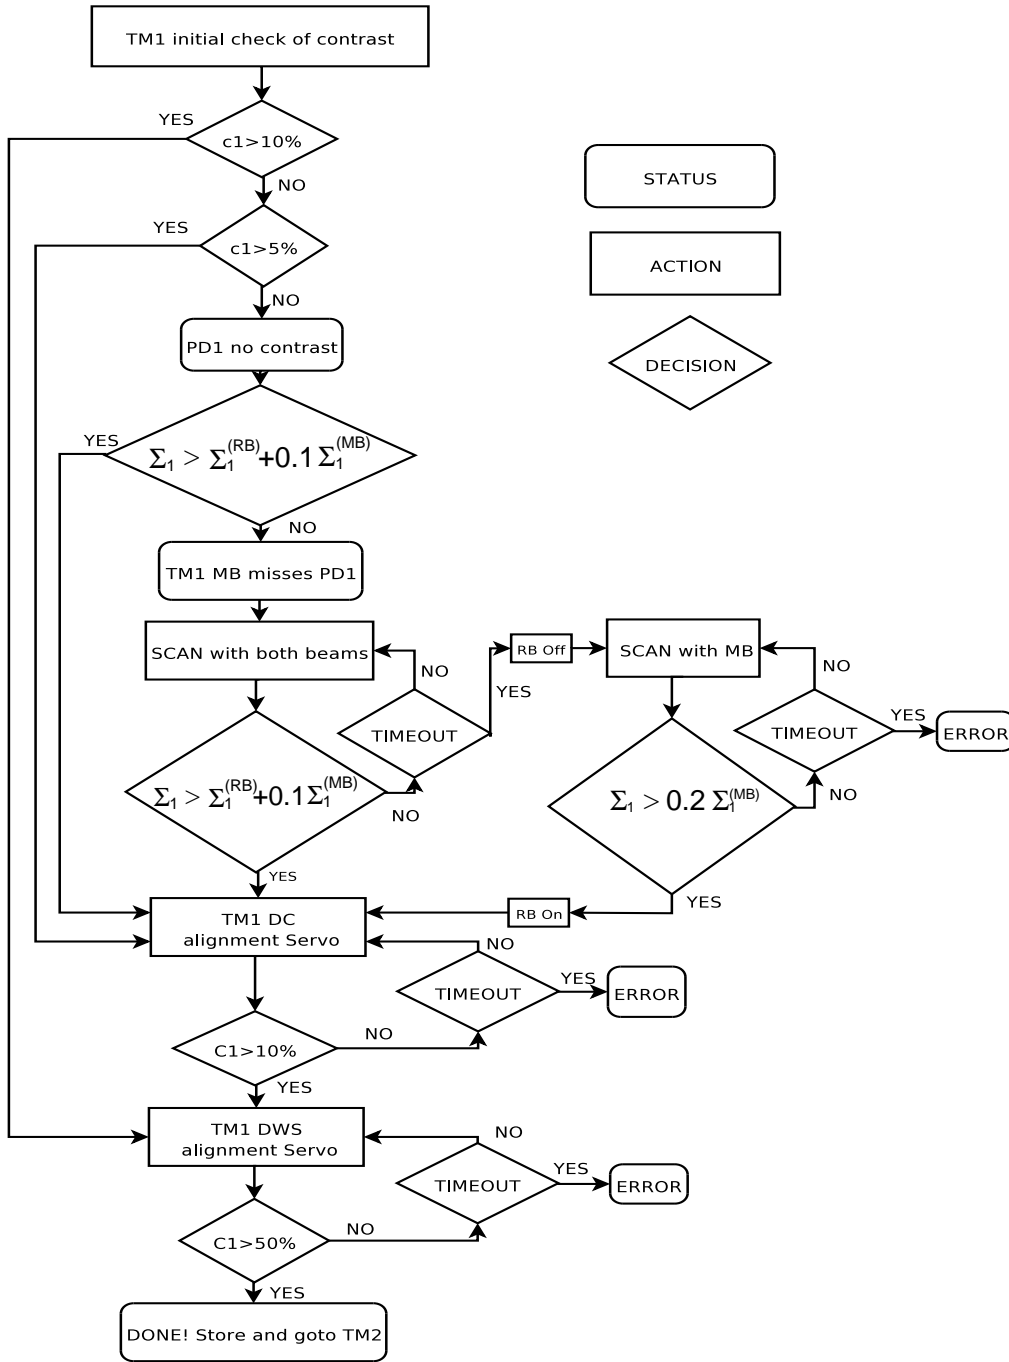 TM1 initial check of contrast
YES
c1>10%
NO
YES
c1>5%
NO
STATUS
ACTION
DECISION
PD1 no contrast
YES
Σ₁ > Σ₁^(RB)+0.1 Σ₁^(MB)
NO
TM1 MB misses PD1
SCAN with both beams
NO
TIMEOUT
YES
RB Off
SCAN with MB
NO
TIMEOUT
YES
ERROR
Σ₁ > Σ₁^(RB)+0.1Σ₁^(MB)
NO
Σ₁ > 0.2 Σ₁^(MB)
NO
YES
YES
RB On
TM1 DC
alignment Servo
NO
TIMEOUT
YES
ERROR
C1>10%
NO
YES
TM1 DWS
alignment Servo
NO
TIMEOUT
YES
ERROR
C1>50%
NO
YES
DONE! Store and goto TM2